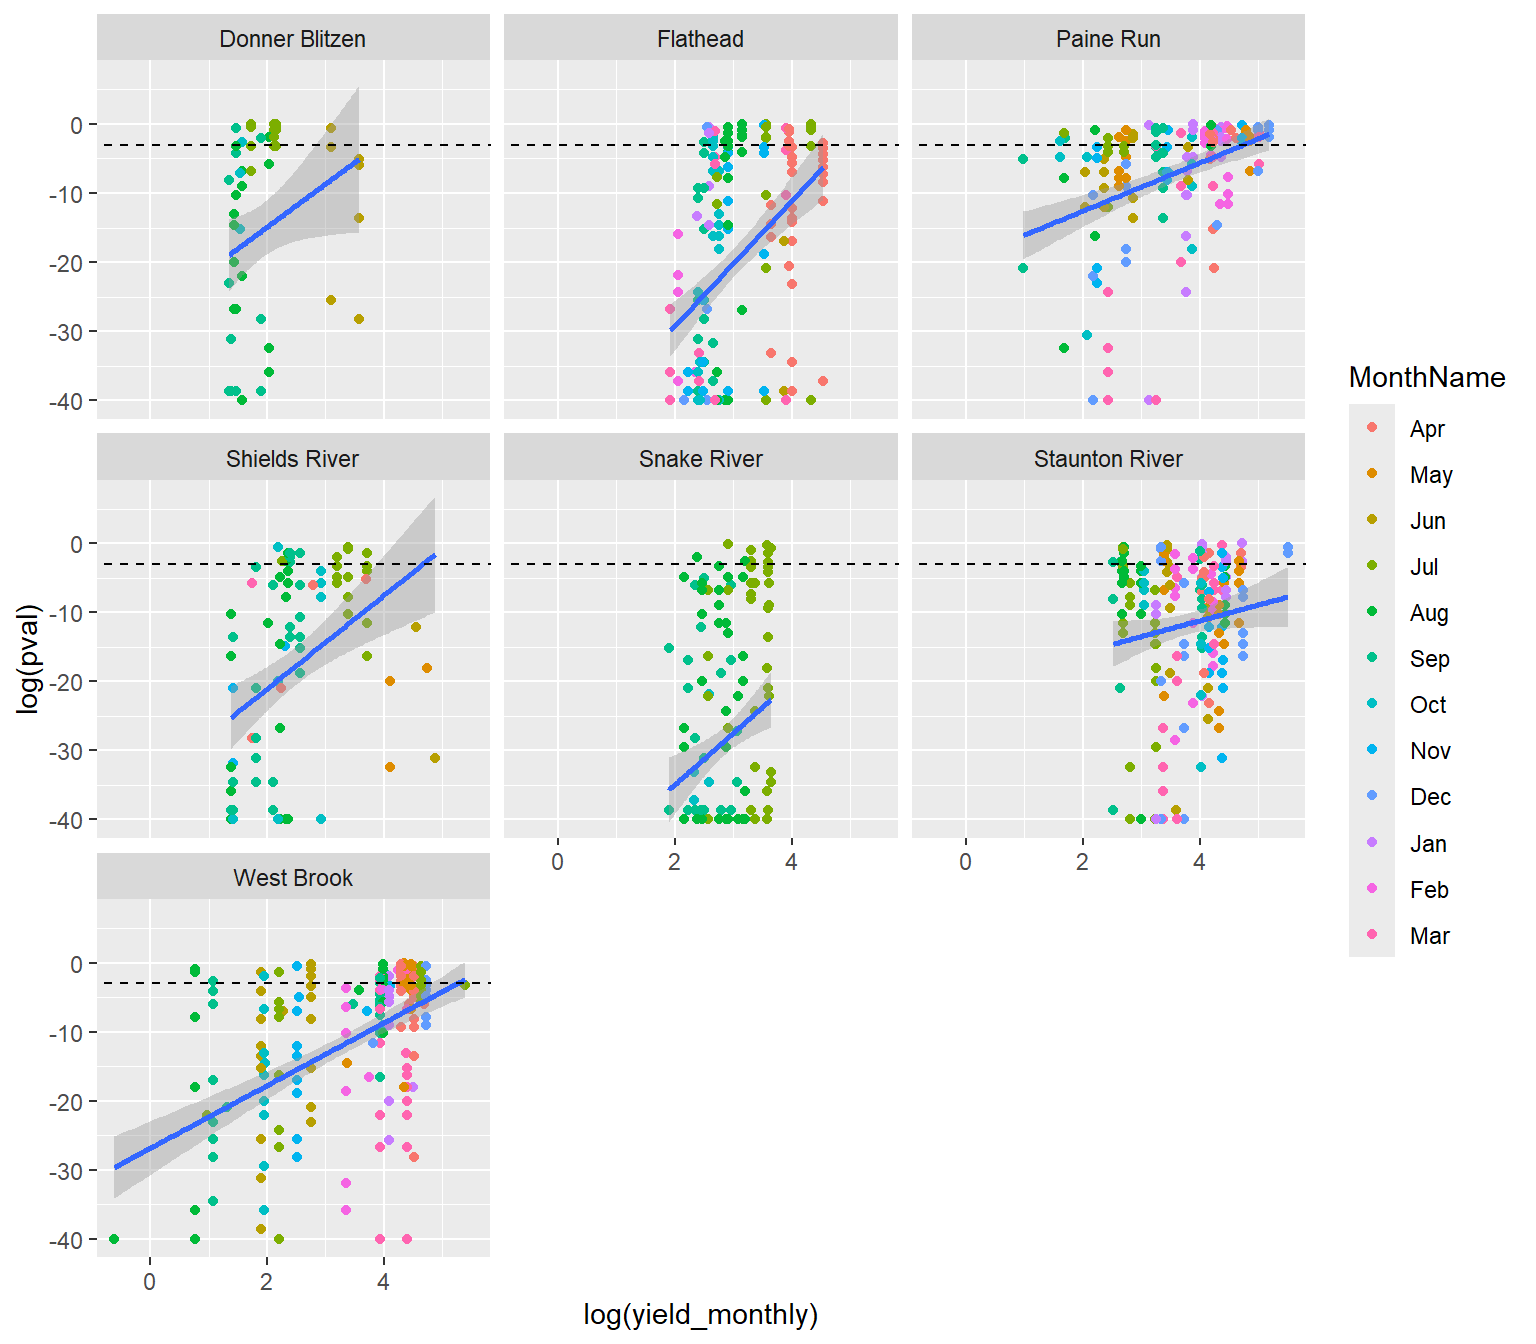 Donner Blitzen
Flathead
Paine Run
0
-10
-20
-30
-40
Shields River
Snake River
Staunton River
0
-10
-20
-30
-40
0
2
4
0
2
4
West Brook
0
-10
-20
-30
-40
0
2
4
log(yield_monthly)
log(pval)
MonthName
Apr
May
Jun
Jul
Aug
Sep
Oct
Nov
Dec
Jan
Feb
Mar